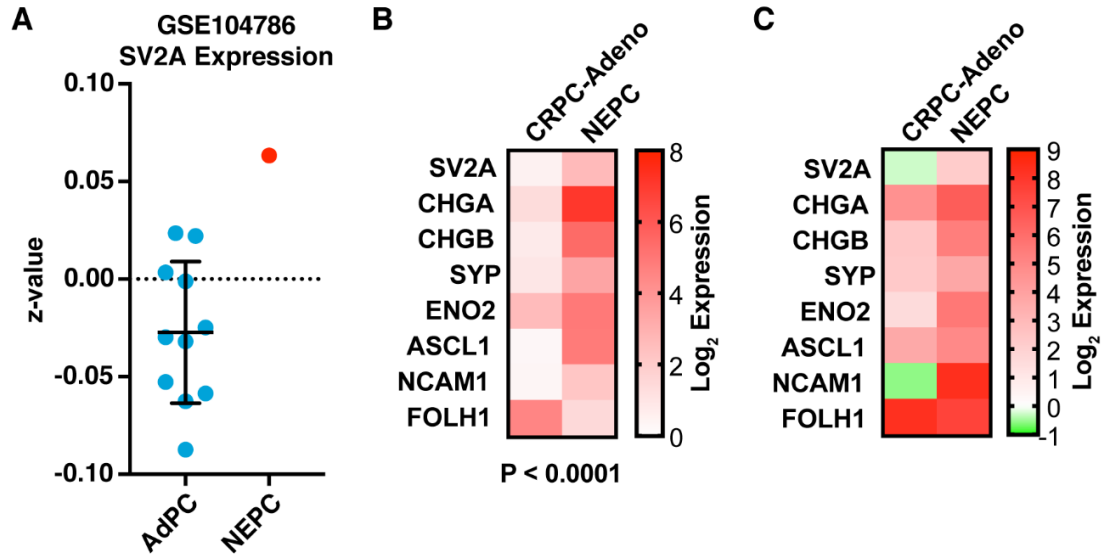 A
GSE104786
SV2A Expression
z-value
0.10
0.05
0.00
-0.05
-0.10
AdPC
NEPC
B
CRPC-Adeno
NEPC
SV2A
CHGA
CHGB
SYP
ENO2
ASCL1
NCAM1
FOLH1
8
6
4
2
0
Log₂ Expression
P < 0.0001
C
CRPC-Adeno
NEPC
SV2A
CHGA
CHGB
SYP
ENO2
ASCL1
NCAM1
FOLH1
9
8
7
6
5
4
3
2
1
0
-1
Log₂ Expression